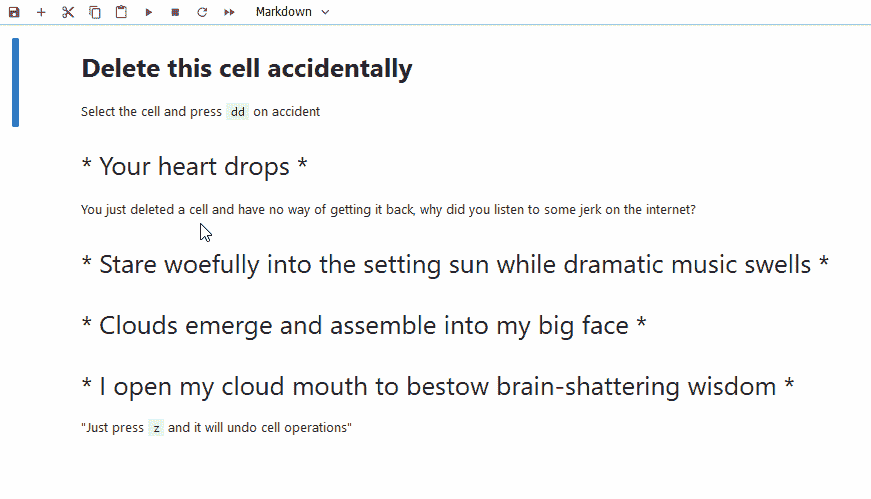 Markdown
Delete this cell accidentally
Select the cell and press dd on accident
* Your heart drops *
You just deleted a cell and have no way of getting it back, why did you listen to some jerk on the internet?
* Stare woefully into the setting sun while dramatic music swells *
* Clouds emerge and assemble into my big face *
* I open my cloud mouth to bestow brain-shattering wisdom *
"Just press z and it will undo cell operations"